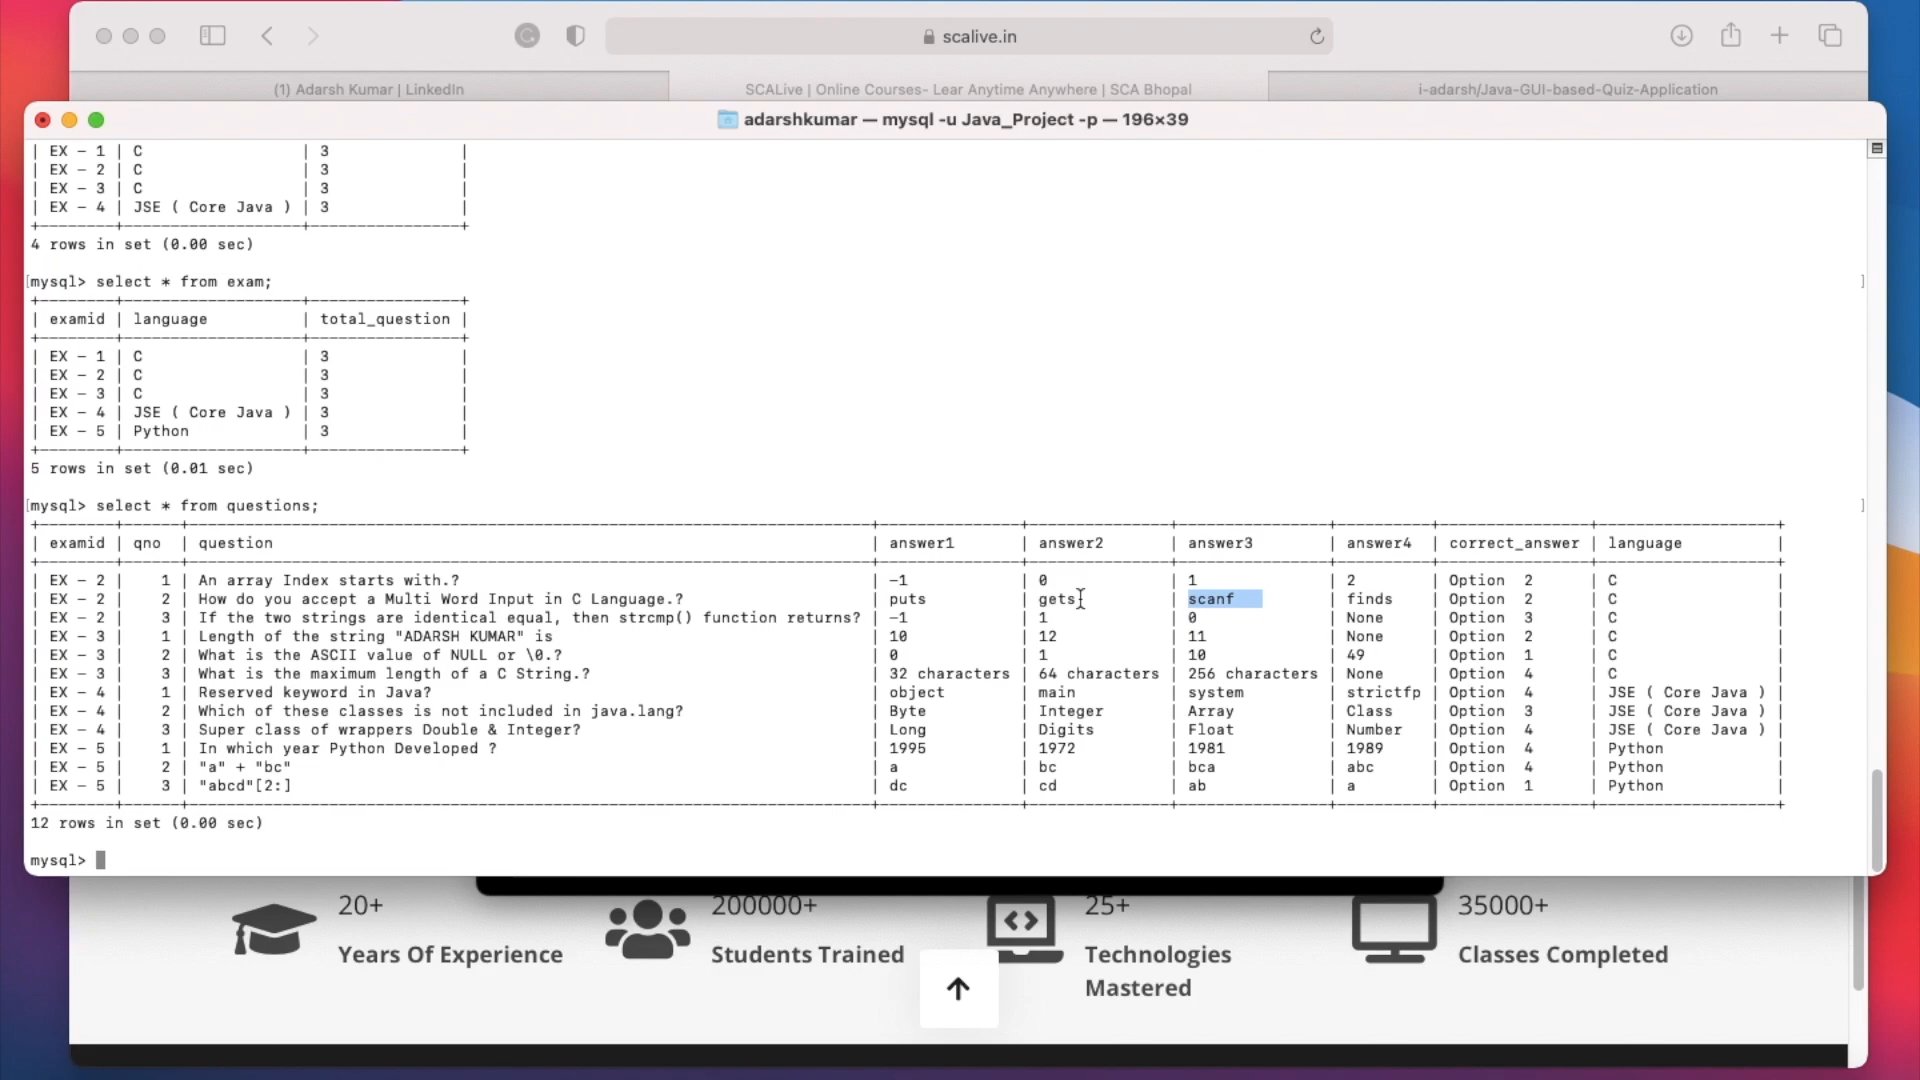 scalive.in
(1) Adarsh Kumar | LinkedIn
SCALive | Online Courses- Lear Anytime Anywhere | SCA Bhopal
i-adarsh/Java-GUI-based-Quiz-Application
adarshkumar — mysql -u Java_Project -p — 196×39
| EX - 1 | C | 3 |
| EX - 2 | C | 3 |
| EX - 3 | C | 3 |
| EX - 4 | JSE ( Core Java ) | 3 |
4 rows in set (0.00 sec)
mysql> select * from exam;
| examid | language | total_question |
| EX - 1 | C | 3 |
| EX - 2 | C | 3 |
| EX - 3 | C | 3 |
| EX - 4 | JSE ( Core Java ) | 3 |
| EX - 5 | Python | 3 |
5 rows in set (0.01 sec)
mysql> select * from questions;
| examid | qno | question | answer1 | answer2 | answer3 | answer4 | correct_answer | language |
| EX - 2 | 1 | An array Index starts with.? | -1 | 0 | 1 | 2 | Option 2 | C |
| EX - 2 | 2 | How do you accept a Multi Word Input in C Language.? | puts | gets | scanf | finds | Option 2 | C |
| EX - 2 | 3 | If the two strings are identical equal, then strcmp() function returns? | -1 | 1 | 0 | None | Option 3 | C |
| EX - 3 | 1 | Length of the string "ADARSH KUMAR" is | 10 | 12 | 11 | None | Option 2 | C |
| EX - 3 | 2 | What is the ASCII value of NULL or \0.? | 0 | 1 | 10 | 49 | Option 1 | C |
| EX - 3 | 3 | What is the maximum length of a C String.? | 32 characters | 64 characters | 256 characters | None | Option 4 | C |
| EX - 4 | 1 | Reserved keyword in Java? | object | main | system | strictfp | Option 4 | JSE ( Core Java ) |
| EX - 4 | 2 | Which of these classes is not included in java.lang? | Byte | Integer | Array | Class | Option 3 | JSE ( Core Java ) |
| EX - 4 | 3 | Super class of wrappers Double & Integer? | Long | Digits | Float | Number | Option 4 | JSE ( Core Java ) |
| EX - 5 | 1 | In which year Python Developed ? | 1995 | 1972 | 1981 | 1989 | Option 4 | Python |
| EX - 5 | 2 | "a" + "bc" | a | bc | bca | abc | Option 4 | Python |
| EX - 5 | 3 | "abcd"[2:] | dc | cd | ab | a | Option 1 | Python |
12 rows in set (0.00 sec)
mysql>
20+
Years Of Experience
200000+
Students Trained
25+
Technologies
Mastered
35000+
Classes Completed